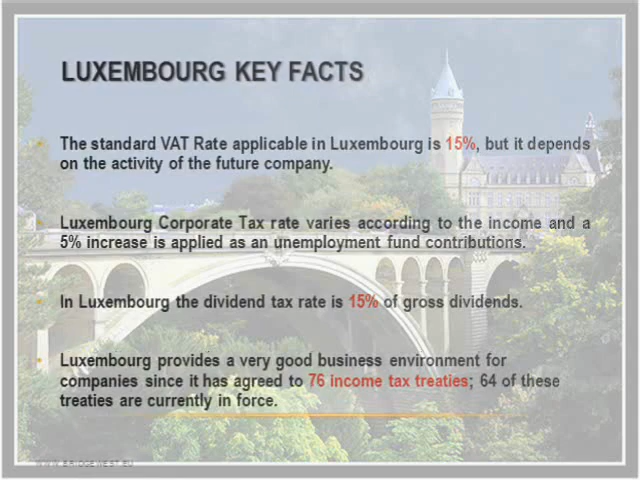 LUXEMBOURG KEY FACTS
The standard VAT Rate applicable in Luxembourg is 15%, but it depends
on the activity of the future company.
Luxembourg Corporate Tax rate varies according to the income and a
5% increase is applied as an unemployment fund contributions.
In Luxembourg the dividend tax rate is 15% of gross dividends.
Luxembourg provides a very good business environment for
companies since it has agreed to 76 income tax treaties; 64 of these
treaties are currently in force.
WWW.BRIDGEWEST.EU